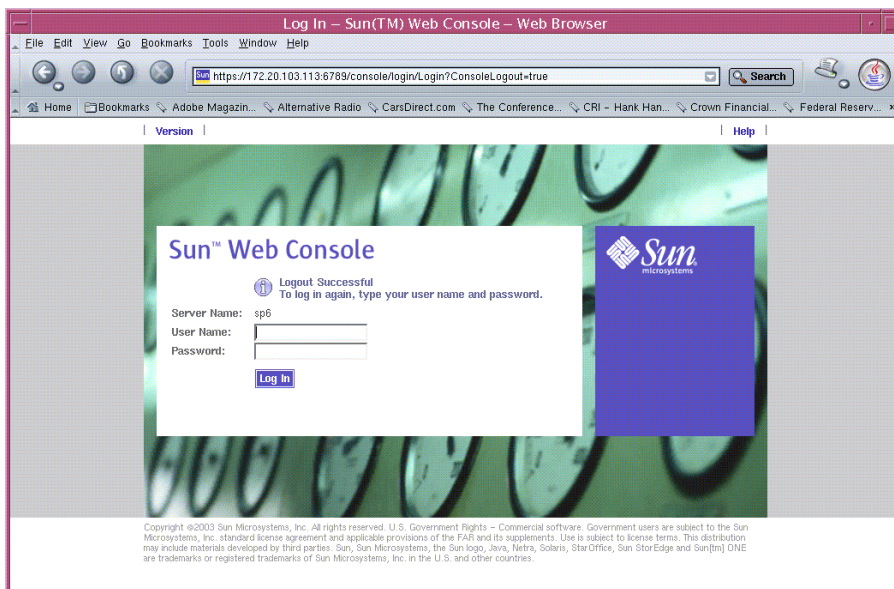 Log In – Sun(TM) Web Console – Web Browser
File Edit View Go Bookmarks Tools Window Help
Sun https://172.20.103.113:6789/console/login/Login?ConsoleLogout=true Search
Home Bookmarks Adobe Magazin... Alternative Radio CarsDirect.com The Conference... CRI – Hank Han... Crown Financial... Federal Reserv... »
Version Help
Sun™ Web Console
Sun
microsystems
Logout Successful
To log in again, type your user name and password.
Server Name: sp6
User Name:
Password:
Log In
Copyright ©2003 Sun Microsystems, Inc. All rights reserved. U.S. Government Rights – Commercial software. Government users are subject to the Sun
Microsystems, Inc. standard license agreement and applicable provisions of the FAR and its supplements. Use is subject to license terms. This distribution
may include materials developed by third parties. Sun, Sun Microsystems, the Sun logo, Java, Netra, Solaris, StarOffice, Sun StorEdge and Sun[tm] ONE
are trademarks or registered trademarks of Sun Microsystems, Inc. in the U.S. and other countries.